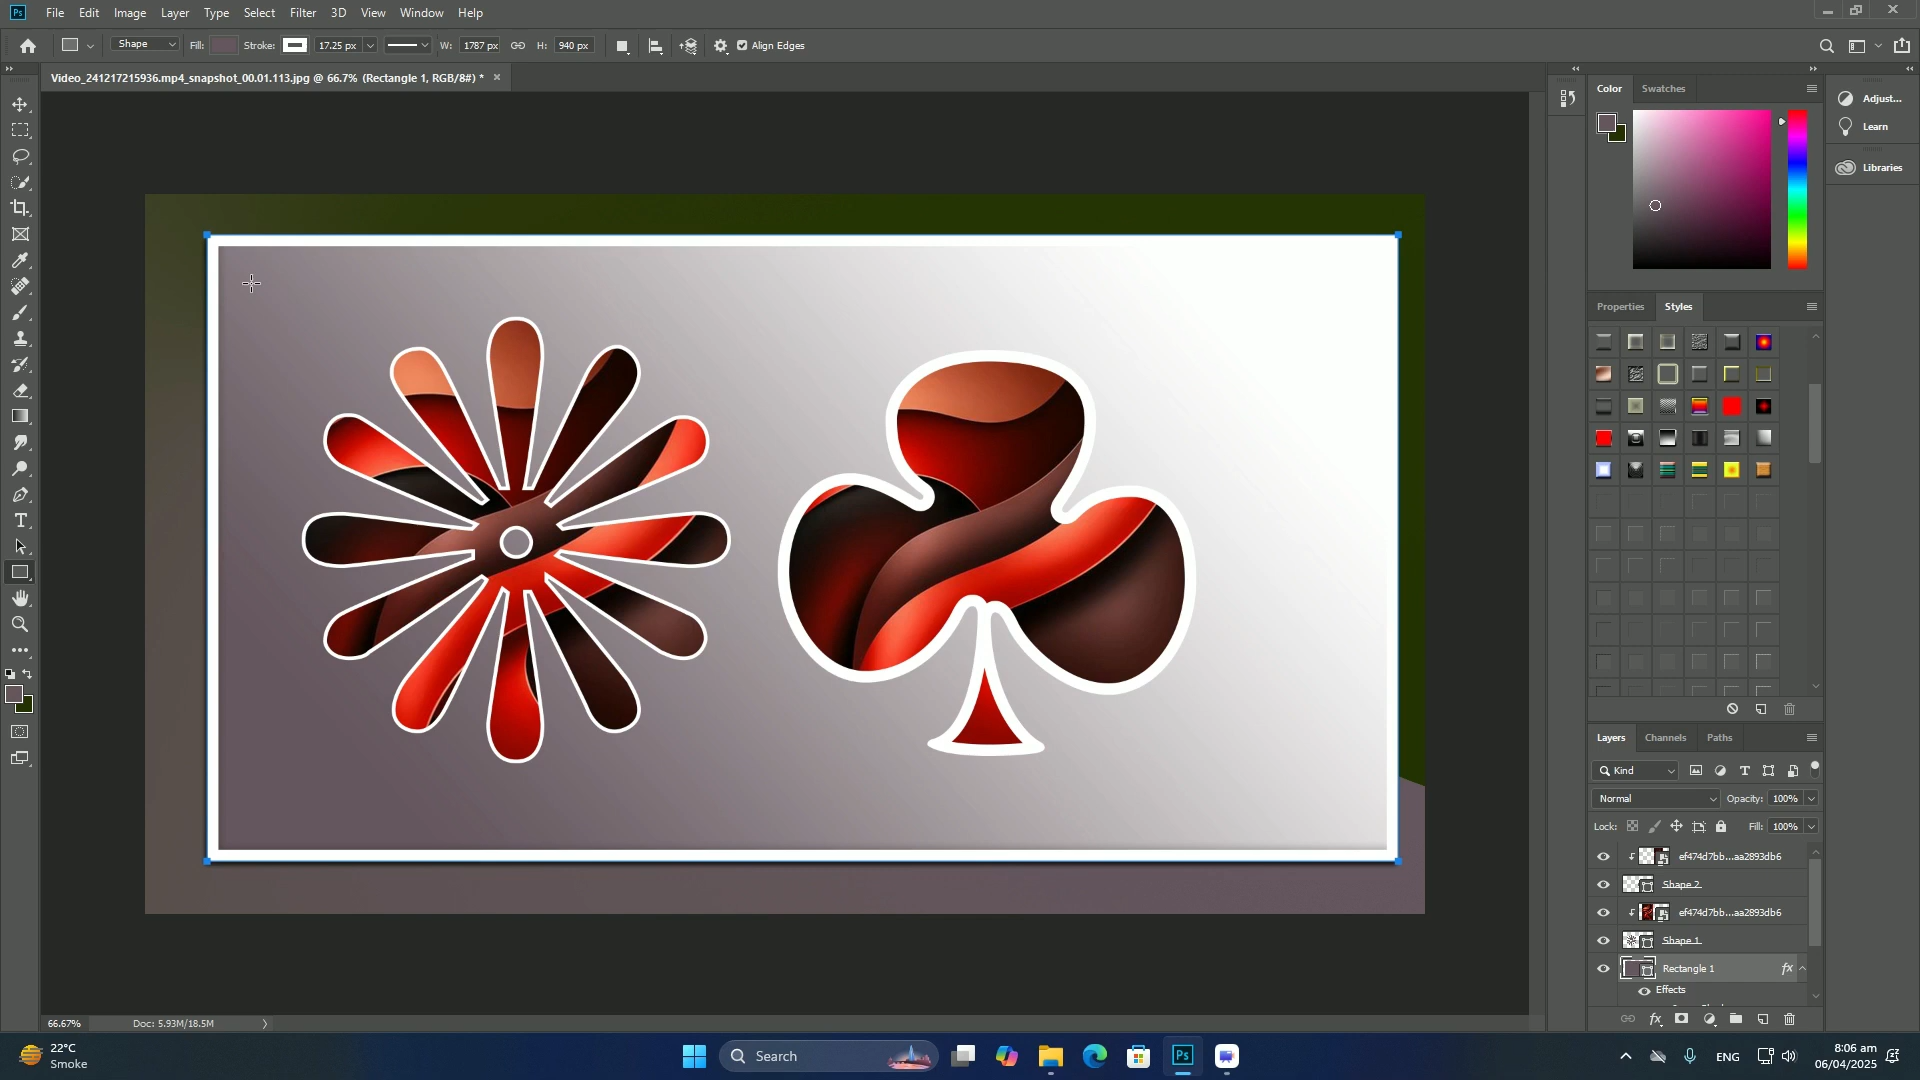 Ps File Edit Image Layer Type Select Filter 3D View Window Help
Shape Fill: Stroke: 17.25 px W: 1787 px H: 940 px Align Edges
Video_241217215936.mp4_snapshot_00.01.113.jpg @ 66.7% (Rectangle 1, RGB/8#) *
Color Swatches
Adjust...
Learn
Libraries
Properties Styles
Layers Channels Paths
Kind
Normal Opacity: 100%
Lock: Fill: 100%
ef474d7bb...aa2893db6
Shape 2
ef474d7bb...aa2893db6
Shape 1
Rectangle 1 fx
Effects
fx
66.67% Doc: 5.93M/18.5M
22°C
Smoke
Search
Ps
ENG
8:06 am
06/04/2025